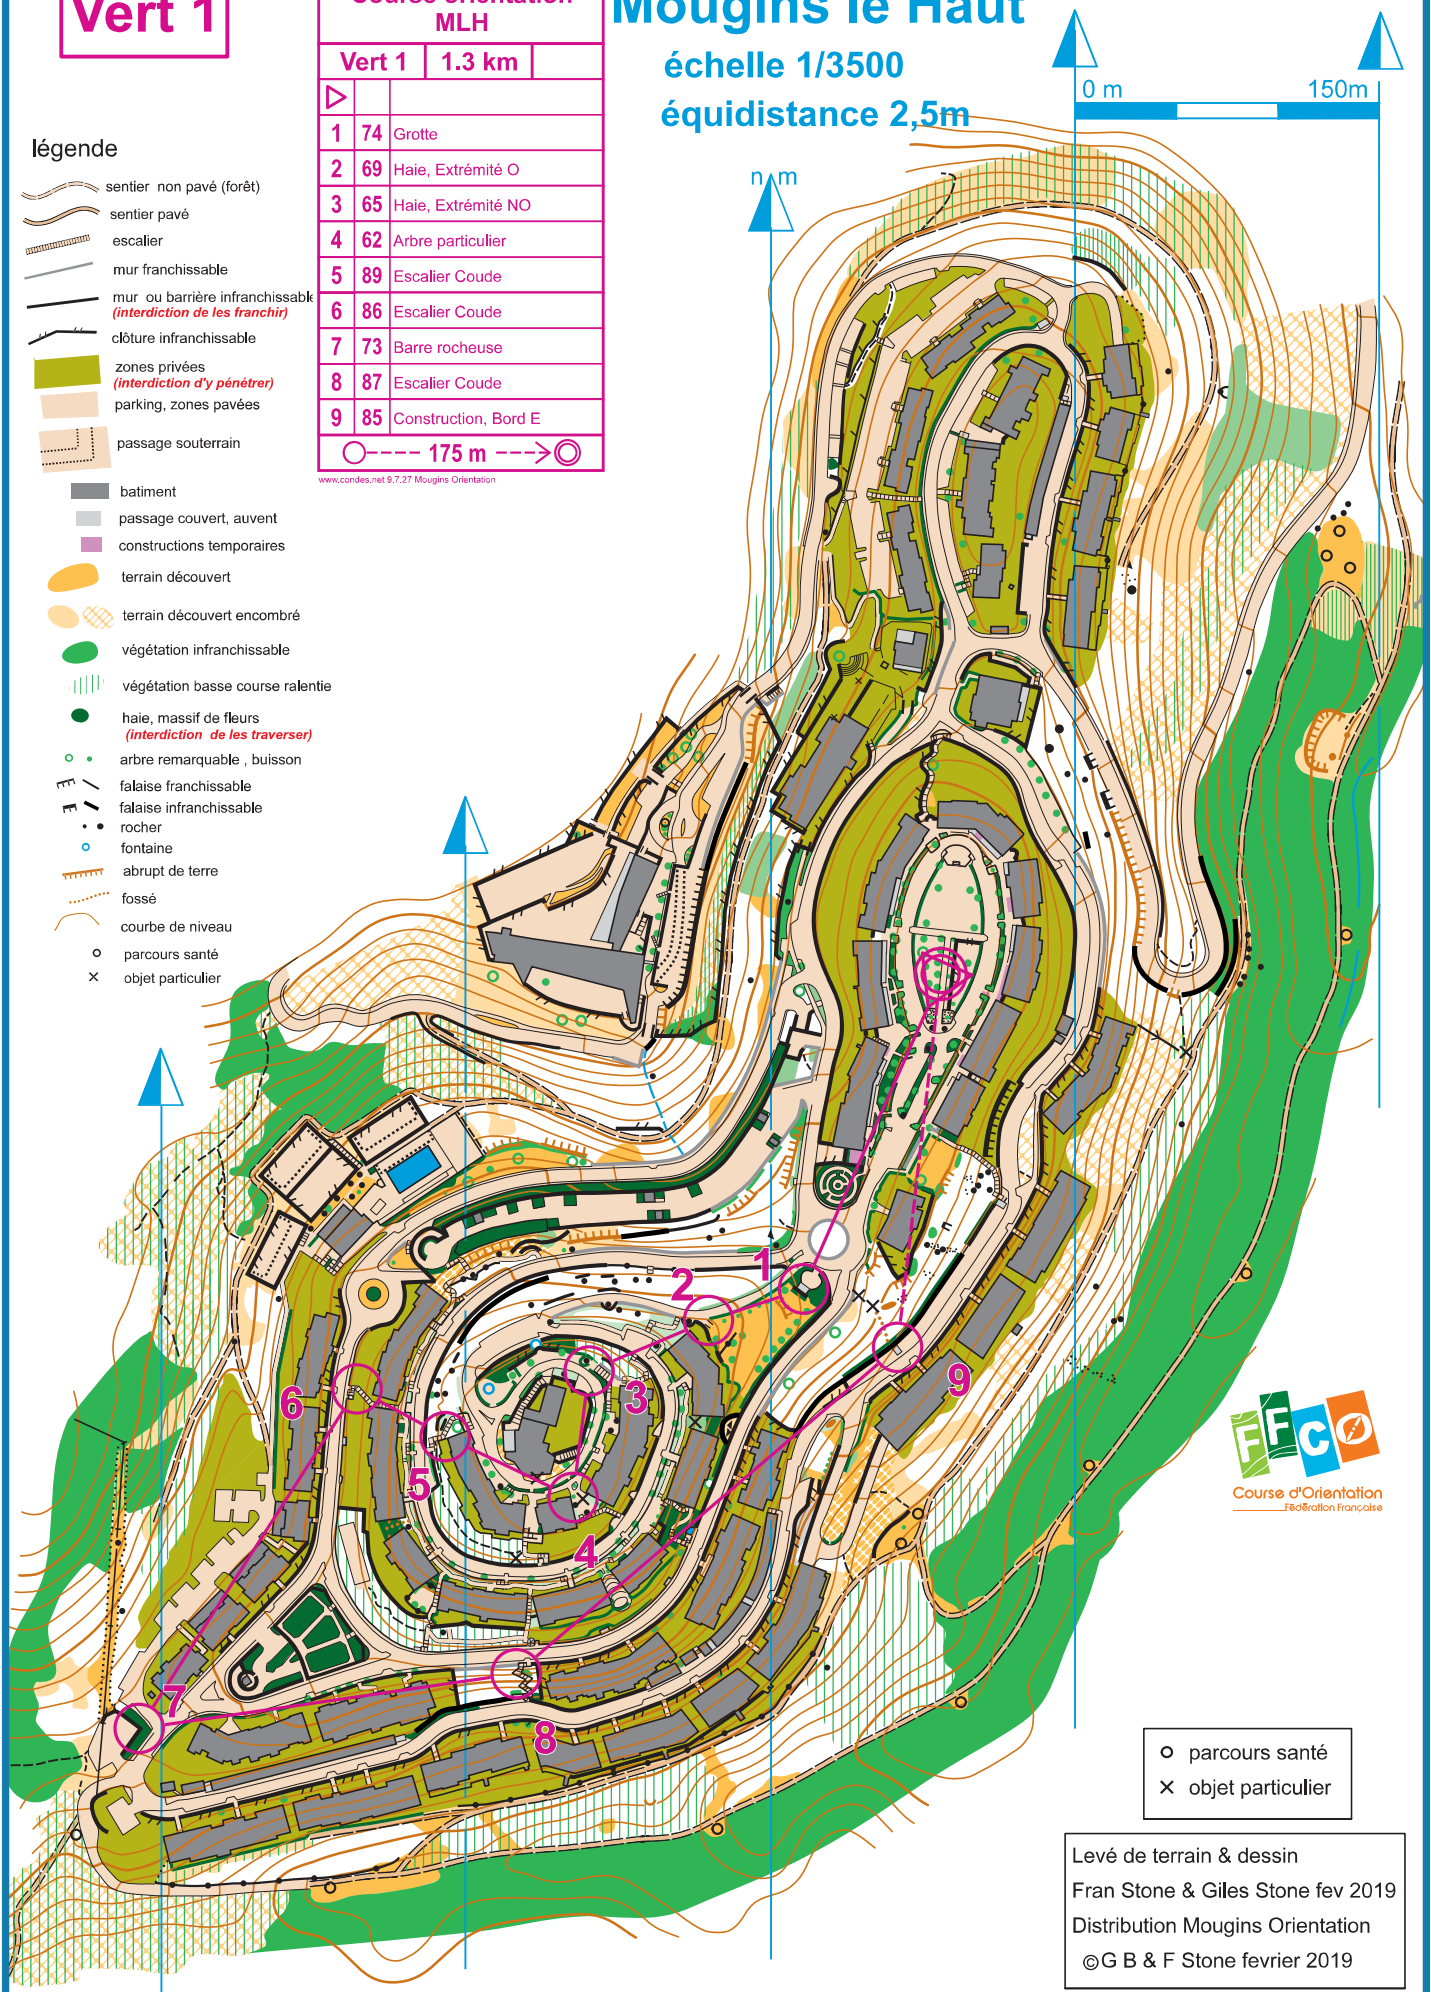 Vert 1
Course orientation
MLH
Vert 1 1.3 km
1 74 Grotte
2 69 Haie, Extrémité O
3 65 Haie, Extrémité NO
4 62 Arbre particulier
5 89 Escalier Coude
6 86 Escalier Coude
7 73 Barre rocheuse
8 87 Escalier Coude
9 85 Construction, Bord E
175 m
www.condes.net 9.7.27 Mougins Orientation
Mougins le Haut
échelle 1/3500
équidistance 2,5m
0 m 150m
n m
légende
sentier non pavé (forêt)
sentier pavé
escalier
mur franchissable
mur ou barrière infranchissable
(interdiction de les franchir)
clôture infranchissable
zones privées
(interdiction d'y pénétrer)
parking, zones pavées
passage souterrain
batiment
passage couvert, auvent
constructions temporaires
terrain découvert
terrain découvert encombré
végétation infranchissable
végétation basse course ralentie
haie, massif de fleurs
(interdiction de les traverser)
arbre remarquable , buisson
falaise franchissable
falaise infranchissable
rocher
fontaine
abrupt de terre
fossé
courbe de niveau
parcours santé
objet particulier
1
2
3
4
5
6
7
8
9
FFCO
Course d'Orientation
Fédération Française
parcours santé
objet particulier
Levé de terrain & dessin
Fran Stone & Giles Stone fev 2019
Distribution Mougins Orientation
©G B & F Stone fevrier 2019